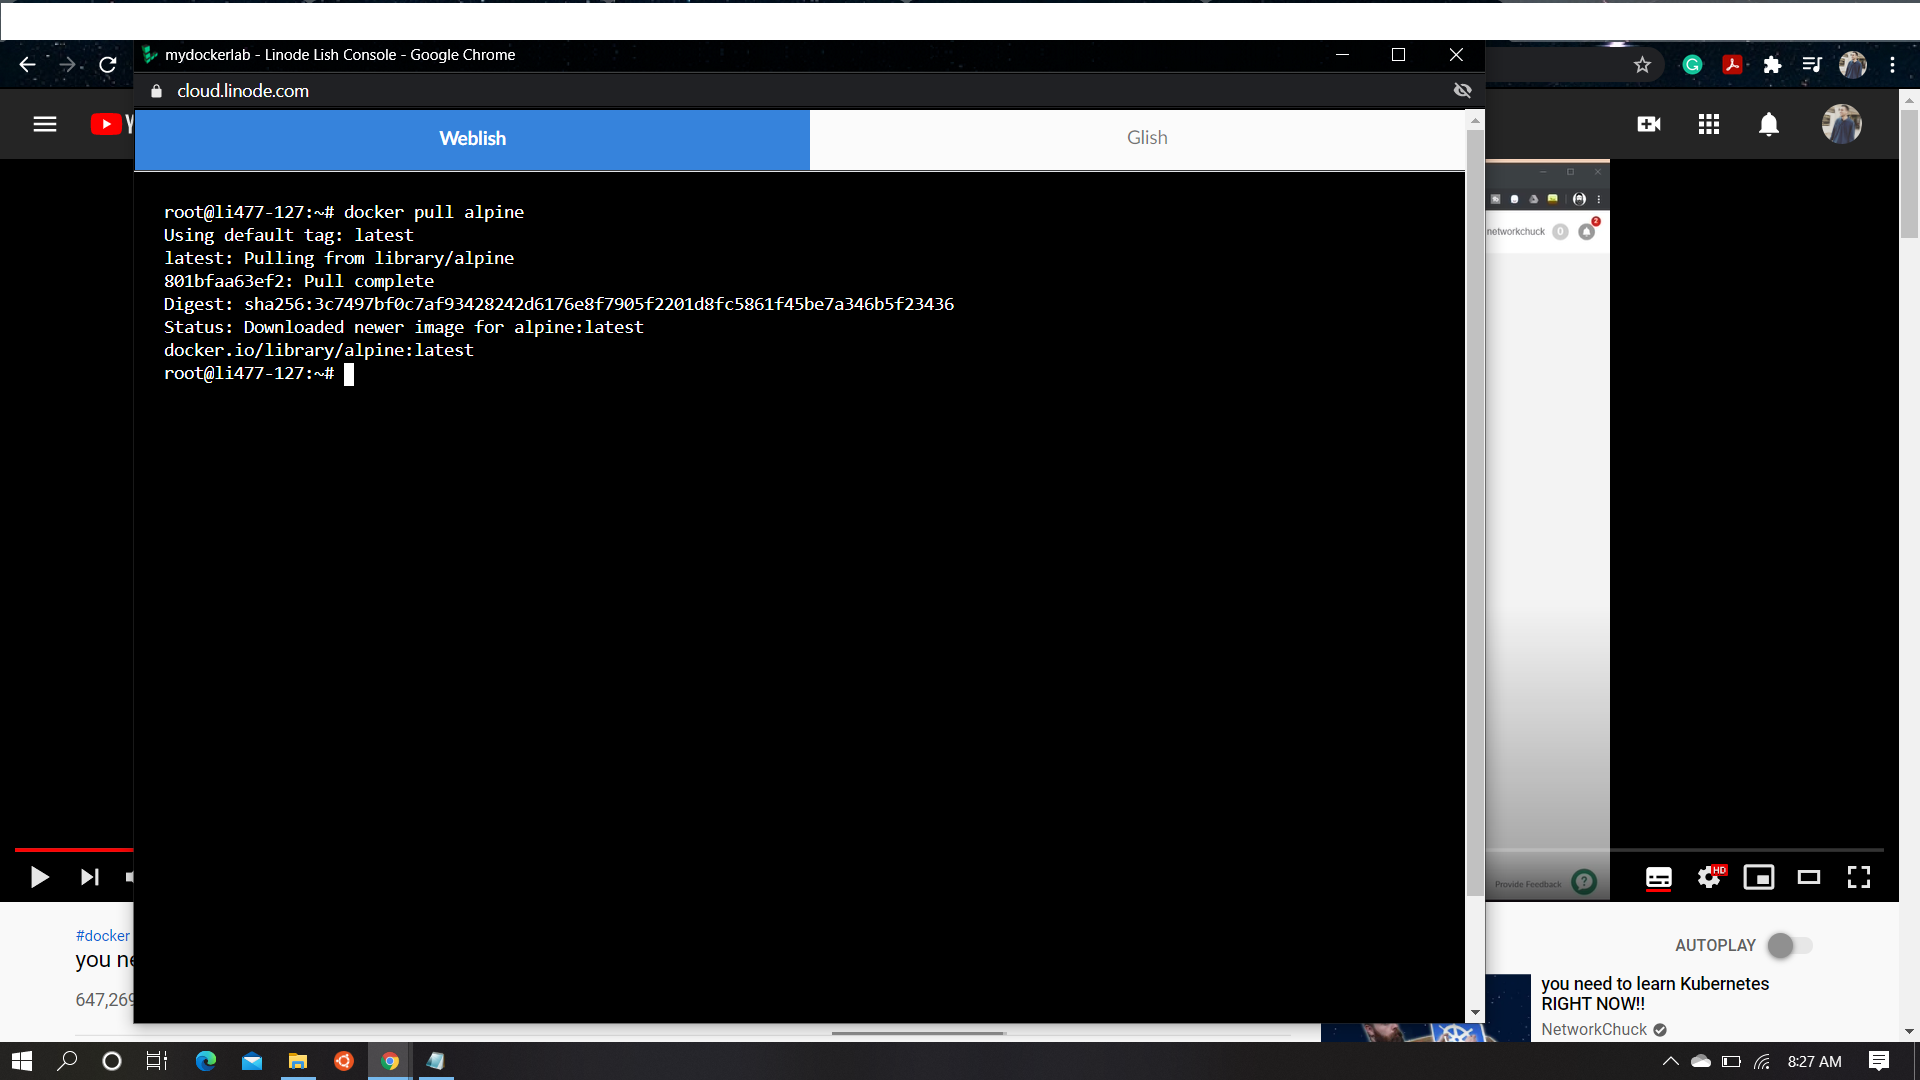 mydockerlab - Linode Lish Console - Google Chrome
cloud.linode.com
Weblish
Glish
root@li477-127:~# docker pull alpine
Using default tag: latest
latest: Pulling from library/alpine
801bfaa63ef2: Pull complete
Digest: sha256:3c7497bf0c7af93428242d6176e8f7905f2201d8fc5861f45be7a346b5f23436
Status: Downloaded newer image for alpine:latest
docker.io/library/alpine:latest
root@li477-127:~#
networkchuck
0
2
Provide Feedback
?
HD
#docker
you ne
647,269
AUTOPLAY
you need to learn Kubernetes
RIGHT NOW!!
NetworkChuck
8:27 AM